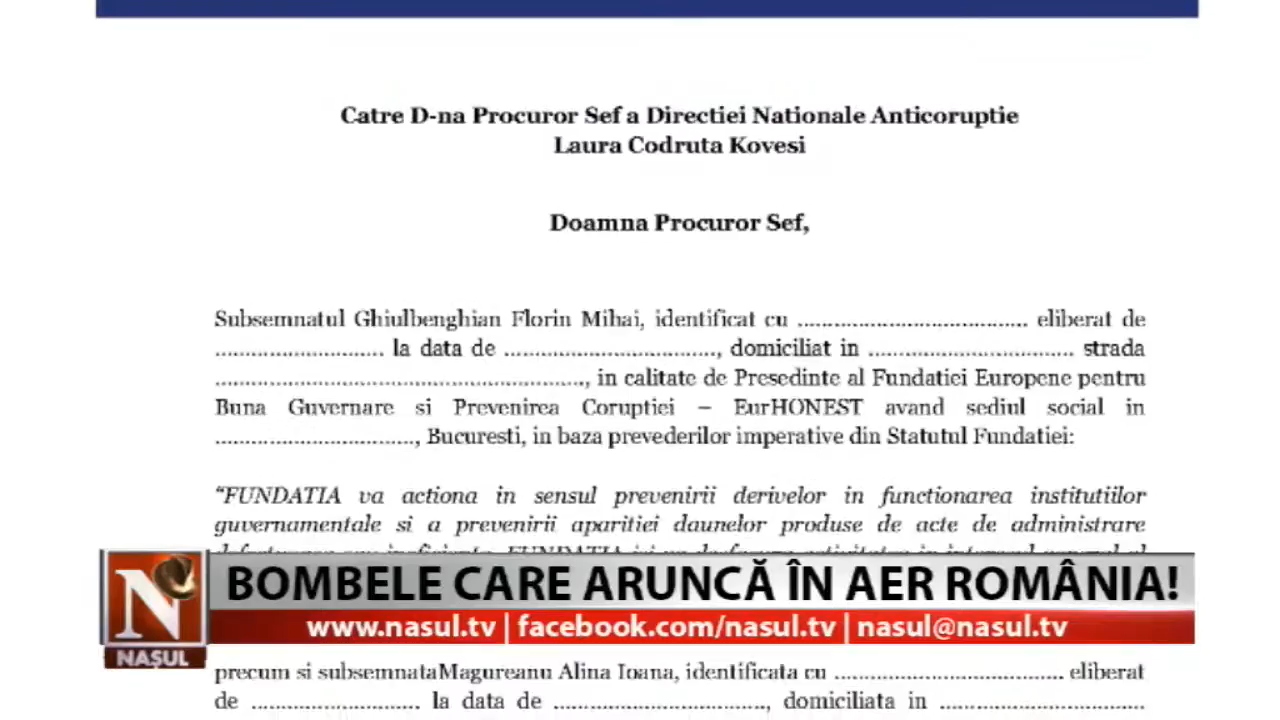 Catre D-na Procuror Sef a Directiei Nationale Anticoruptie
Laura Codruta Kovesi
Doamna Procuror Sef,
Subsemnatul Ghiulbenghian Florin Mihai, identificat cu ....................................... eliberat de
............................ la data de ...................................., domiciliat in ................................... strada
.............................................................., in calitate de Presedinte al Fundatiei Europene pentru
Buna Guvernare si Prevenirea Coruptiei – EurHONEST avand sediul social in
................................., Bucuresti, in baza prevederilor imperative din Statutul Fundatiei:
“FUNDATIA va actiona in sensul prevenirii derivelor in functionarea institutiilor
guvernamentale si a prevenirii aparitiei daunelor produse de acte de administrare
N
NAȘUL
BOMBELE CARE ARUNCĂ ÎN AER ROMÂNIA!
www.nasul.tv | facebook.com/nasul.tv | nasul@nasul.tv
precum si subsemnataMagureanu Alina Ioana, identificata cu ....................................... eliberat
de ............................ la data de ...................................., domiciliata in ...................................